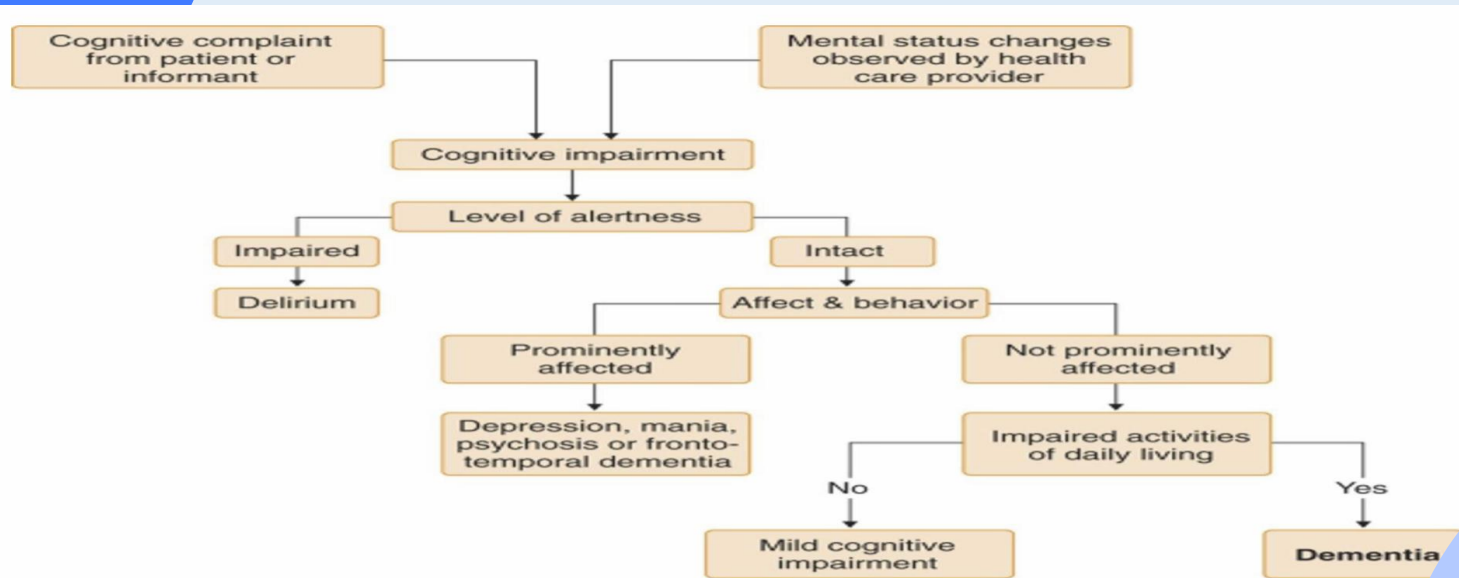 Cognitive complaint
from patient or
informant
Mental status changes
observed by health
care provider
Cognitive impairment
Level of alertness
Impaired
Intact
Delirium
Affect & behavior
Prominently
affected
Not prominently
affected
Depression, mania,
psychosis or fronto-
temporal dementia
Impaired activities
of daily living
No
Yes
Mild cognitive
impairment
Dementia